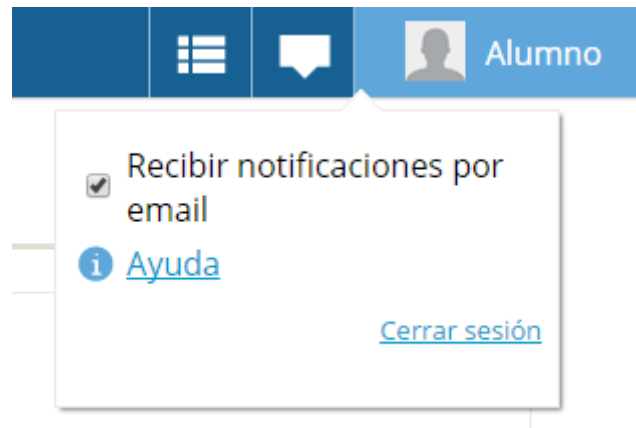 Alumno
Recibir notificaciones por
email
Ayuda
Cerrar sesión